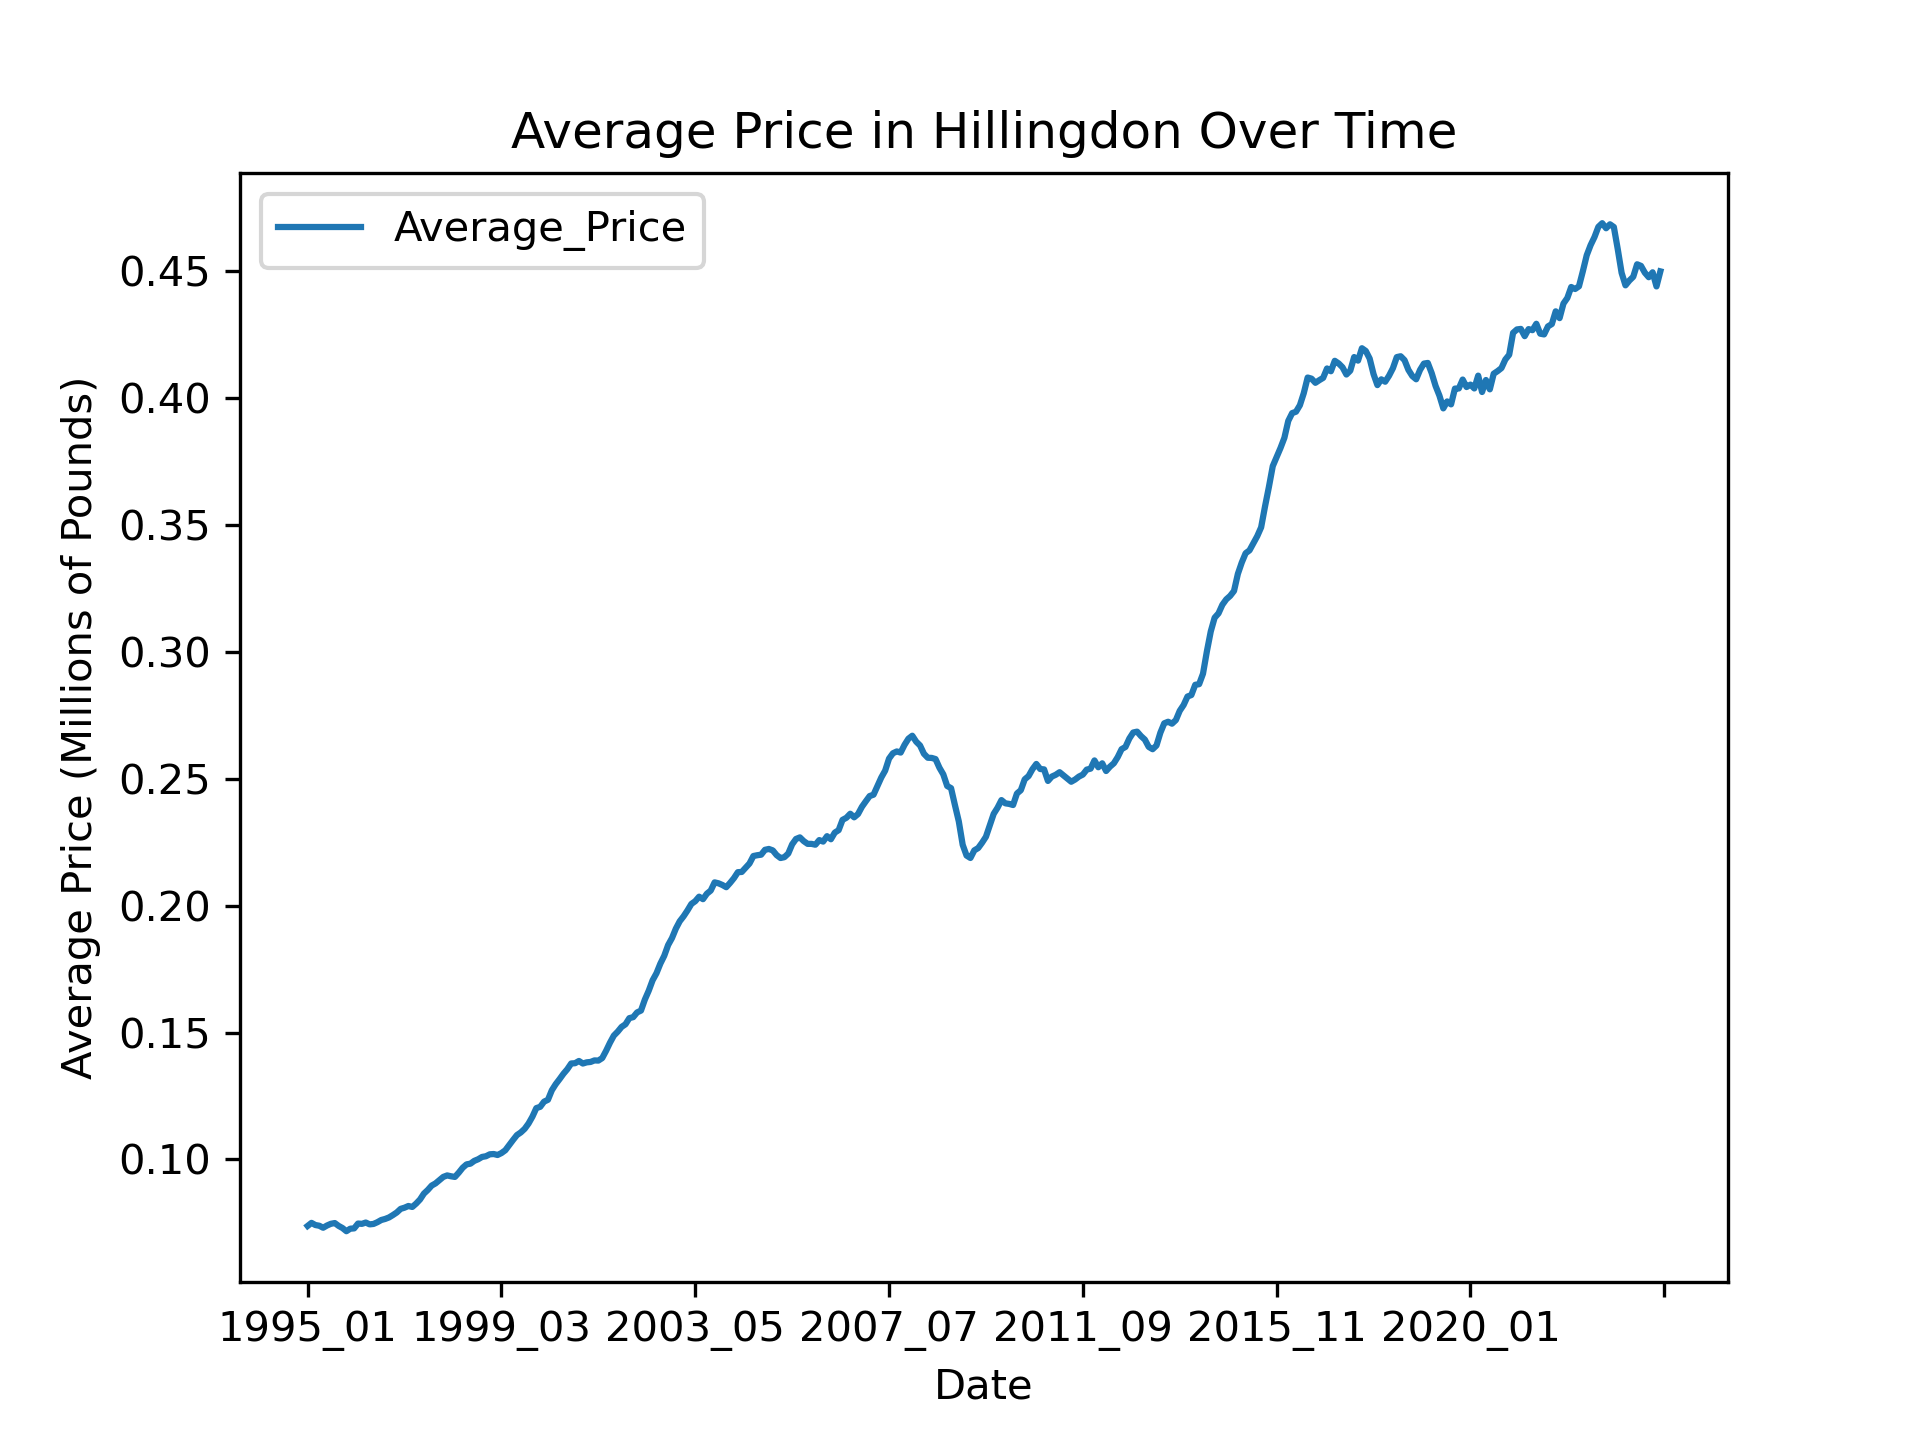 Average Price in Hillingdon Over Time
Average_Price
Average Price (Millions of Pounds)
0.45
0.40
0.35
0.30
0.25
0.20
0.15
0.10
1995_01 1999_03 2003_05 2007_07 2011_09 2015_11 2020_01
Date